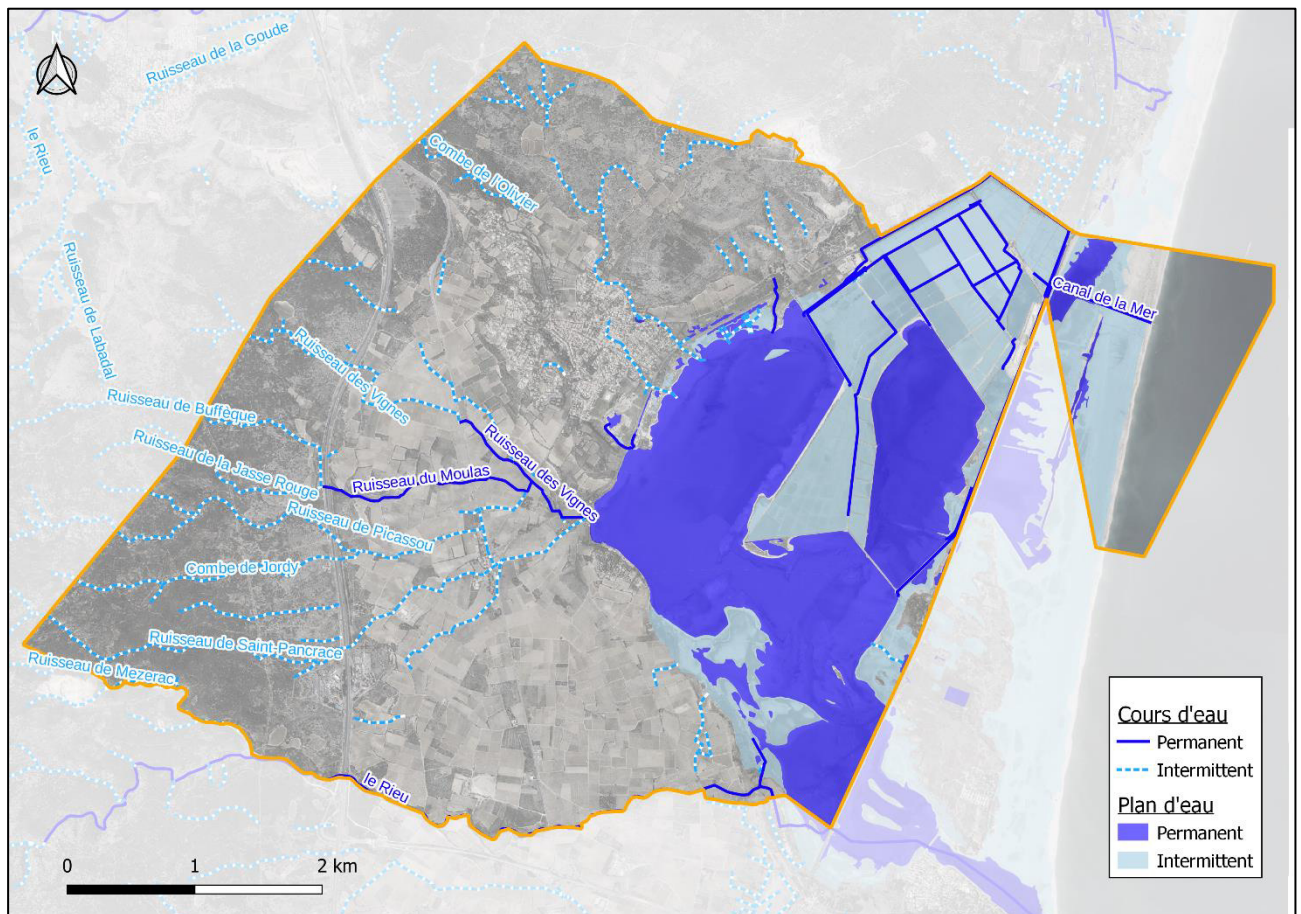 N
Ruisseau de la Goude
le Rieu
Combe de l'Olivier
Ruisseau de Labadal
Canal de la Mer
Ruisseau des Vignes
Ruisseau de Buffèque
Ruisseau de la Jasse Rouge
Ruisseau du Moulas
Ruisseau des Vignes
Ruisseau de Picassou
Combe de Jordy
Ruisseau de Saint-Pancrace
Ruisseau de Mezerac
le Rieu
0 1 2 km
Cours d'eau
Permanent
Intermittent
Plan d'eau
Permanent
Intermittent